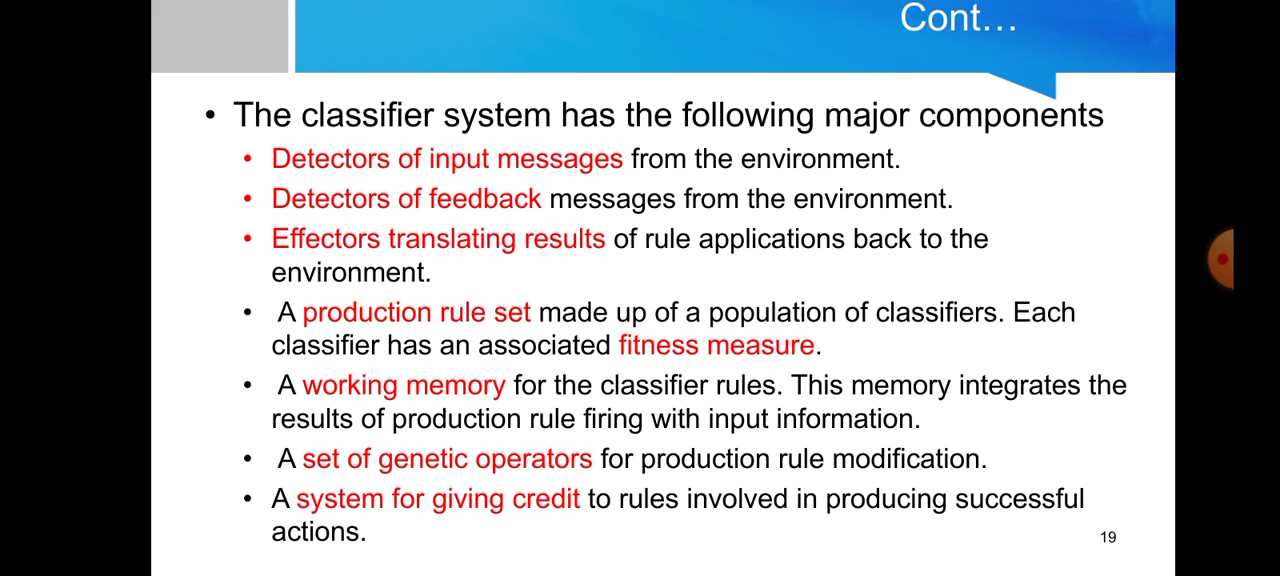 Cont…
• The classifier system has the following major components
• Detectors of input messages from the environment.
• Detectors of feedback messages from the environment.
• Effectors translating results of rule applications back to the
environment.
• A production rule set made up of a population of classifiers. Each
classifier has an associated fitness measure.
• A working memory for the classifier rules. This memory integrates the
results of production rule firing with input information.
• A set of genetic operators for production rule modification.
• A system for giving credit to rules involved in producing successful
actions.
19